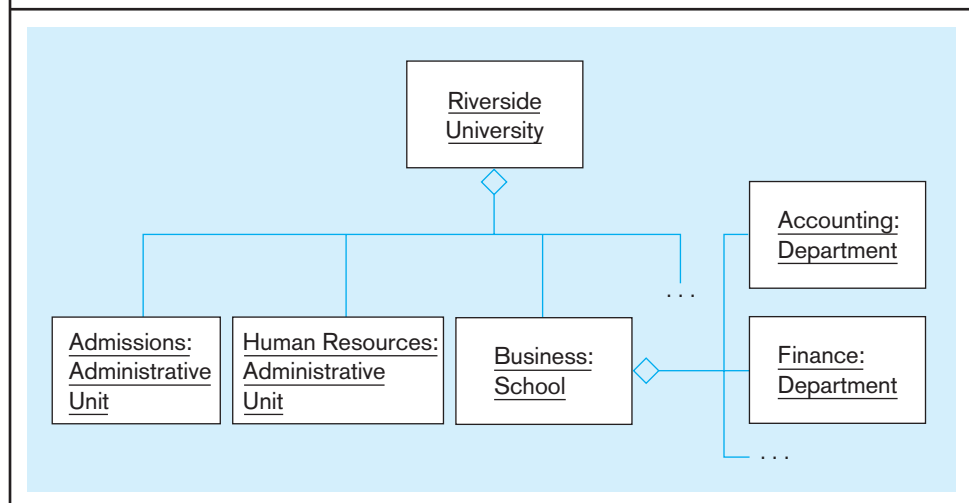 Riverside
University
Accounting:
Department
. . .
Admissions:
Administrative
Unit
Human Resources:
Administrative
Unit
Business:
School
Finance:
Department
. . .